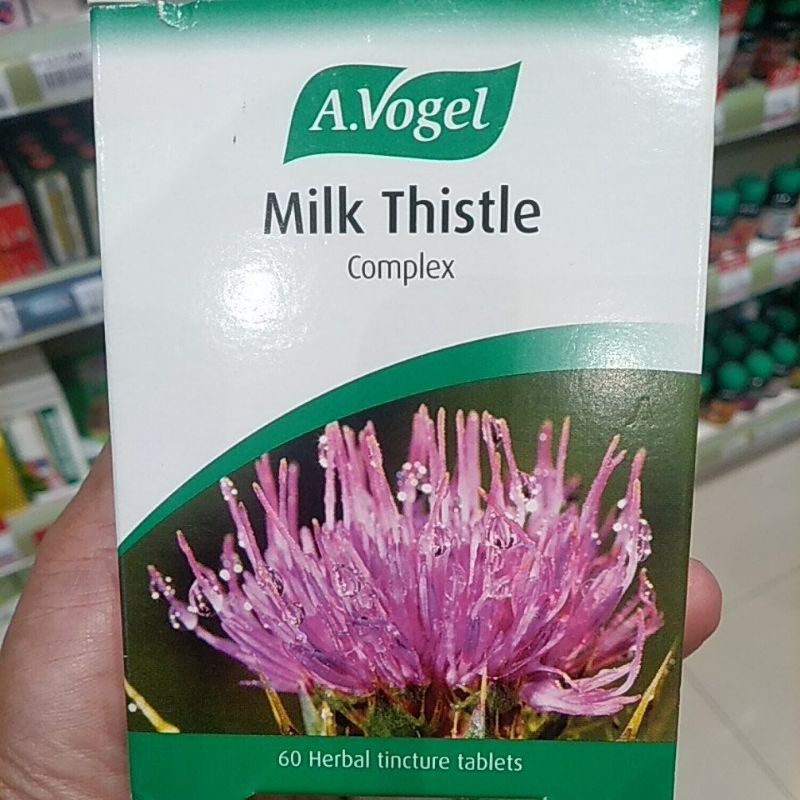 A.Vogel
Milk Thistle
Complex
60 Herbal tincture tablets